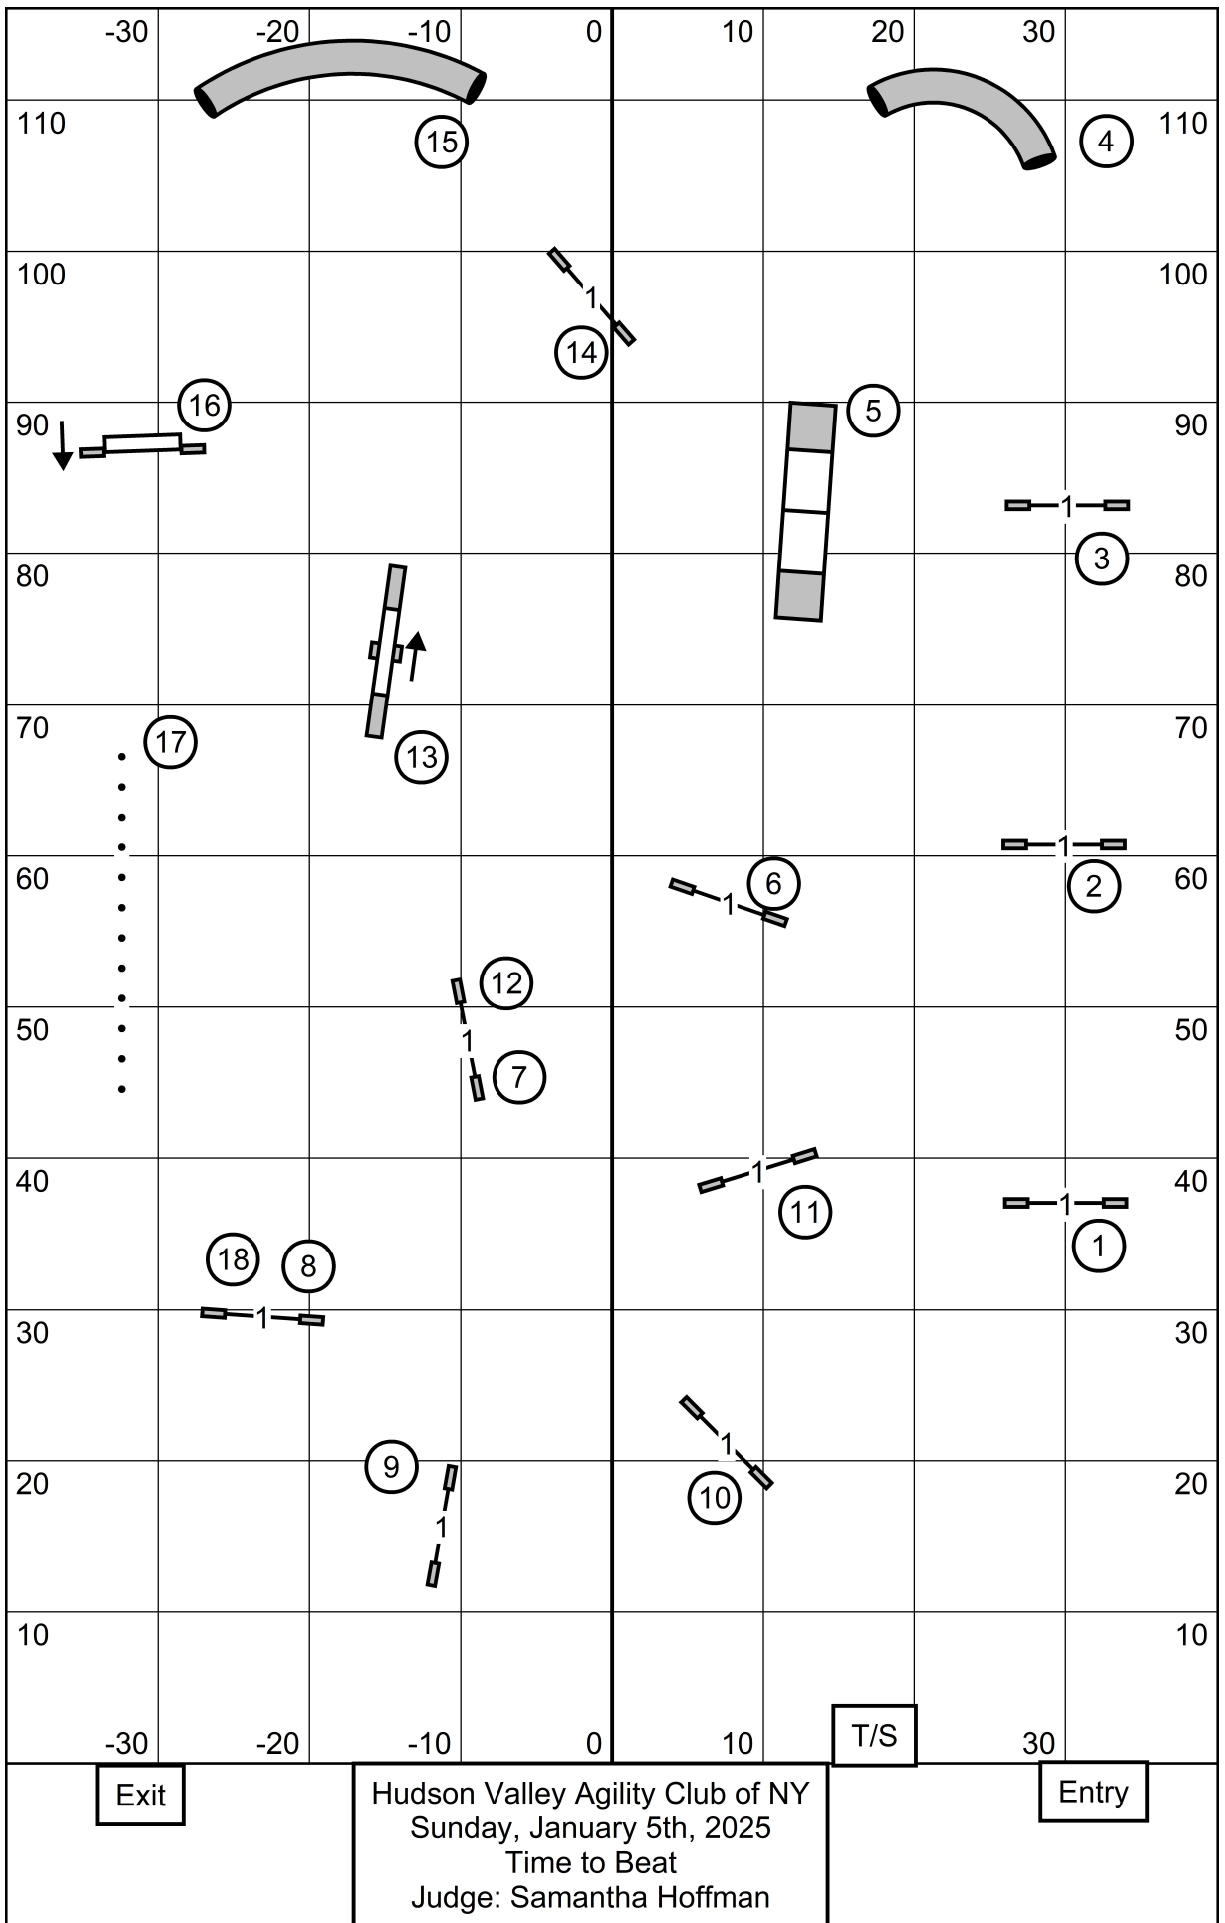 -30 -20 -10 0 10 20 30
15 4
110 110
100 100
1
14
16 5
90 90
1
3
80 80
17 13
70 70
1
6 2
60 1 60
12
50 1 50
7
1
11 1
40 40
1
18 8
1
30 30
1
9 10
20 20
1
10 10
T/S
-30 -20 -10 0 10 30
Exit
Entry
Hudson Valley Agility Club of NY
Sunday, January 5th, 2025
Time to Beat
Judge: Samantha Hoffman